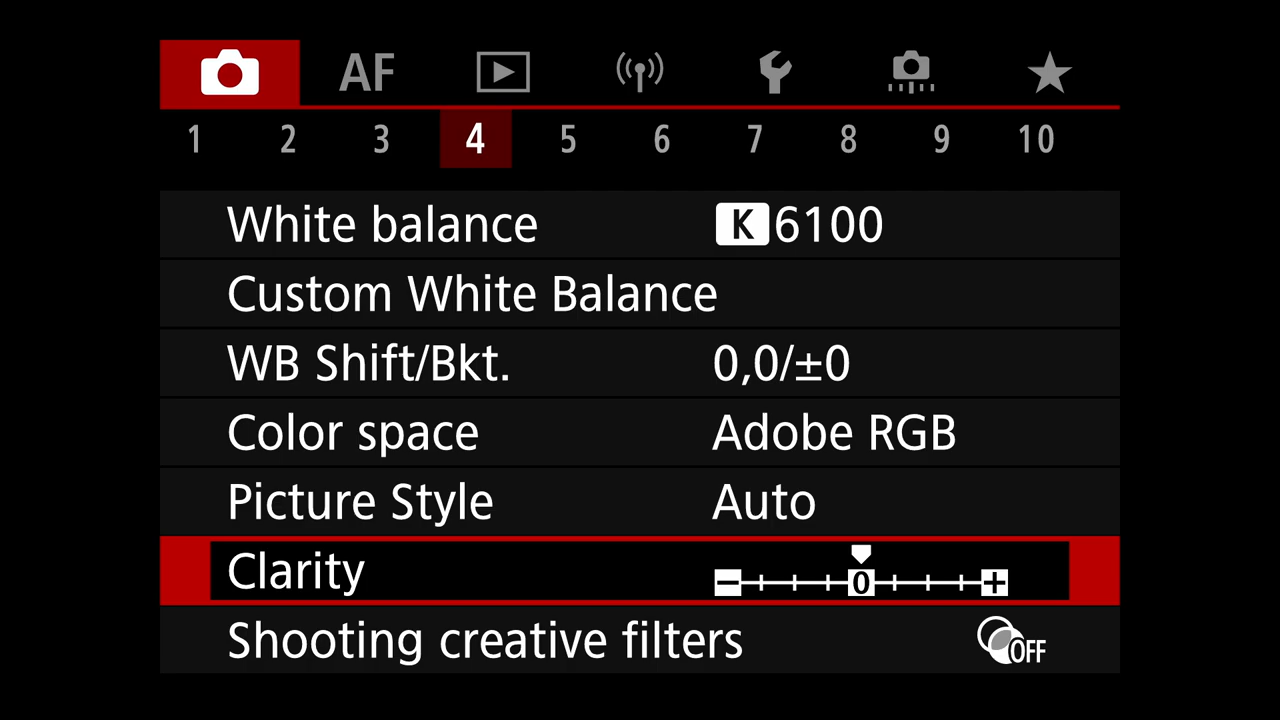 AF
1 2 3 4 5 6 7 8 9 10
White balance K 6100
Custom White Balance
WB Shift/Bkt. 0,0/±0
Color space Adobe RGB
Picture Style Auto
Clarity − 0 +
Shooting creative filters OFF